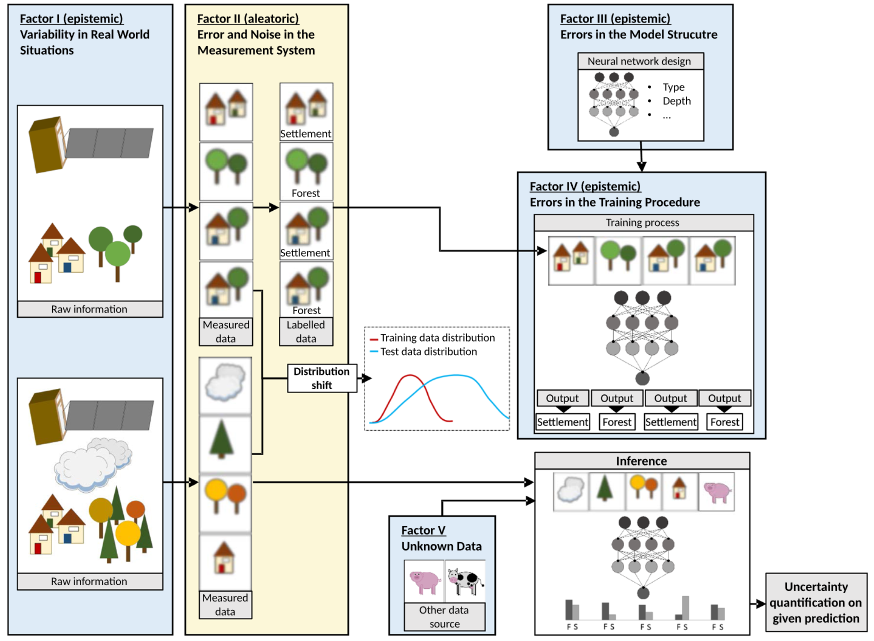 Factor I (epistemic)
Variability in Real World
Situations
Raw information
Raw information
Factor II (aleatoric)
Error and Noise in the
Measurement System
Settlement
Forest
Settlement
Forest
Measured
data
Labelled
data
Measured
data
Distribution
shift
Training data distribution
Test data distribution
Factor III (epistemic)
Errors in the Model Strucutre
Neural network design
• Type
• Depth
• ...
Factor IV (epistemic)
Errors in the Training Procedure
Training process
Output Output Output Output
Settlement Forest Settlement Forest
Factor V
Unknown Data
Other data
source
Inference
F S F S F S F S F S
Uncertainty
quantification on
given prediction